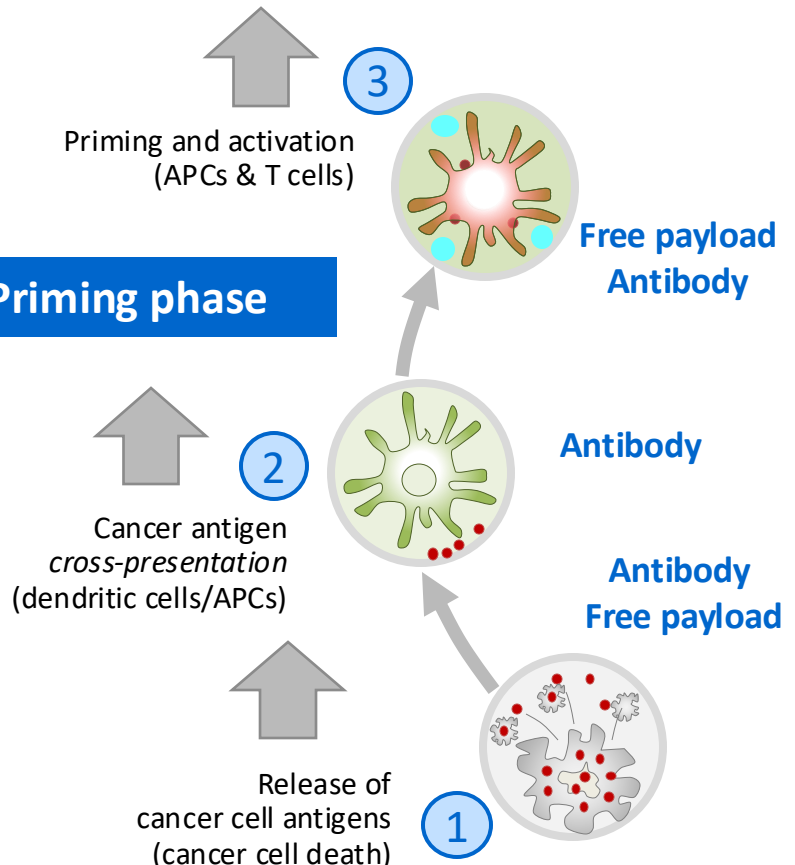 3
Priming and activation
(APCs & T cells)
Free payload
Antibody
Priming phase
Antibody
2
Cancer antigen
cross-presentation
(dendritic cells/APCs)
Antibody
Free payload
Release of
cancer cell antigens
(cancer cell death)
1